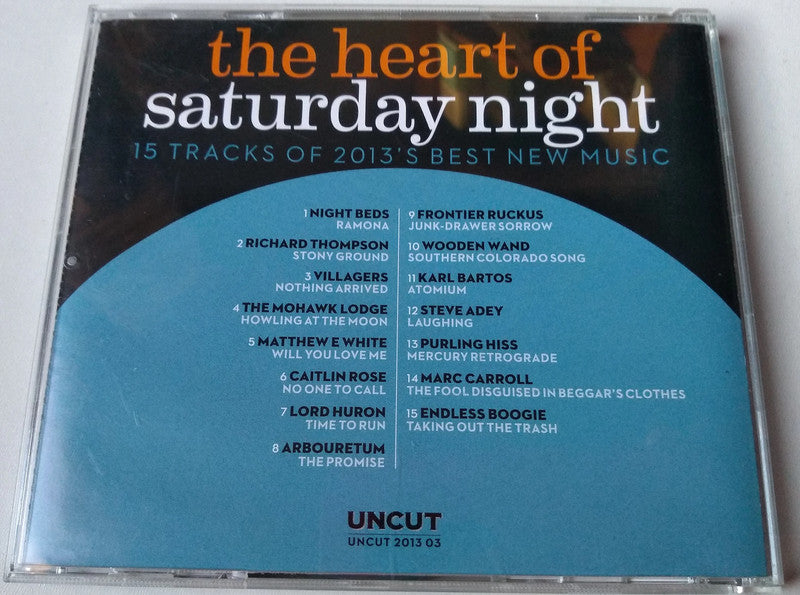 the heart of
saturday night
15 TRACKS OF 2013'S BEST NEW MUSIC
1 NIGHT BEDS
RAMONA
2 RICHARD THOMPSON
STONY GROUND
3 VILLAGERS
NOTHING ARRIVED
4 THE MOHAWK LODGE
HOWLING AT THE MOON
5 MATTHEW E WHITE
WILL YOU LOVE ME
6 CAITLIN ROSE
NO ONE TO CALL
7 LORD HURON
TIME TO RUN
8 ARBOURETUM
THE PROMISE
9 FRONTIER RUCKUS
JUNK-DRAWER SORROW
10 WOODEN WAND
SOUTHERN COLORADO SONG
11 KARL BARTOS
ATOMIUM
12 STEVE ADEY
LAUGHING
13 PURLING HISS
MERCURY RETROGRADE
14 MARC CARROLL
THE FOOL DISGUISED IN BEGGAR'S CLOTHES
15 ENDLESS BOOGIE
TAKING OUT THE TRASH
UNCUT
UNCUT 2013 03